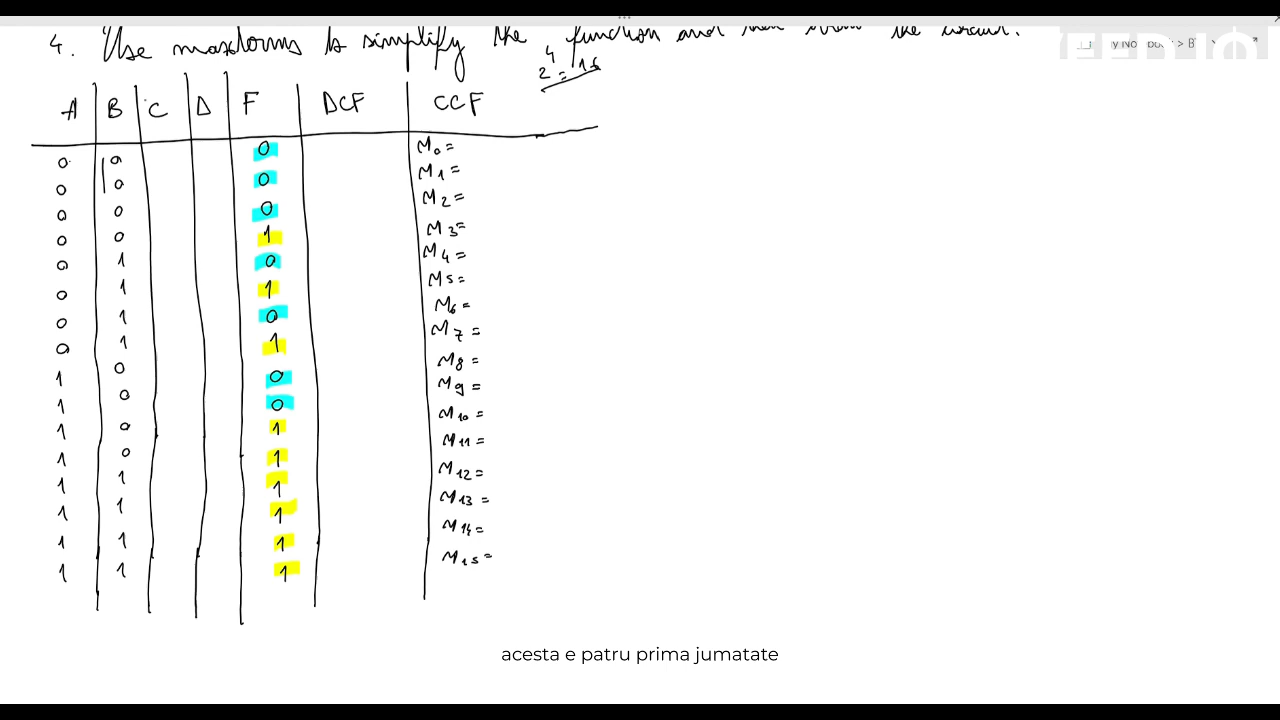 4. Use maxterms to simplify the function and then draw the circuit.
2^4 = 16
A B C D F DCF CCF
0 0 0 M0 =
0 0 0 M1 =
0 0 0 M2 =
0 0 1 M3 =
0 1 0 M4 =
0 1 1 M5 =
0 1 0 M6 =
0 1 1 M7 =
1 0 0 M8 =
1 0 0 M9 =
1 0 1 M10 =
1 0 1 M11 =
1 1 1 M12 =
1 1 1 M13 =
1 1 1 M14 =
1 1 1 M15 =
acesta e patru prima jumatate